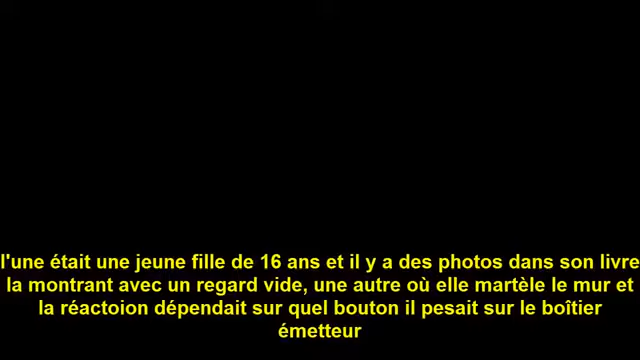 l'une était une jeune fille de 16 ans et il y a des photos dans son livre
la montrant avec un regard vide, une autre où elle martèle le mur et
la réactoion dépendait sur quel bouton il pesait sur le boîtier
émetteur